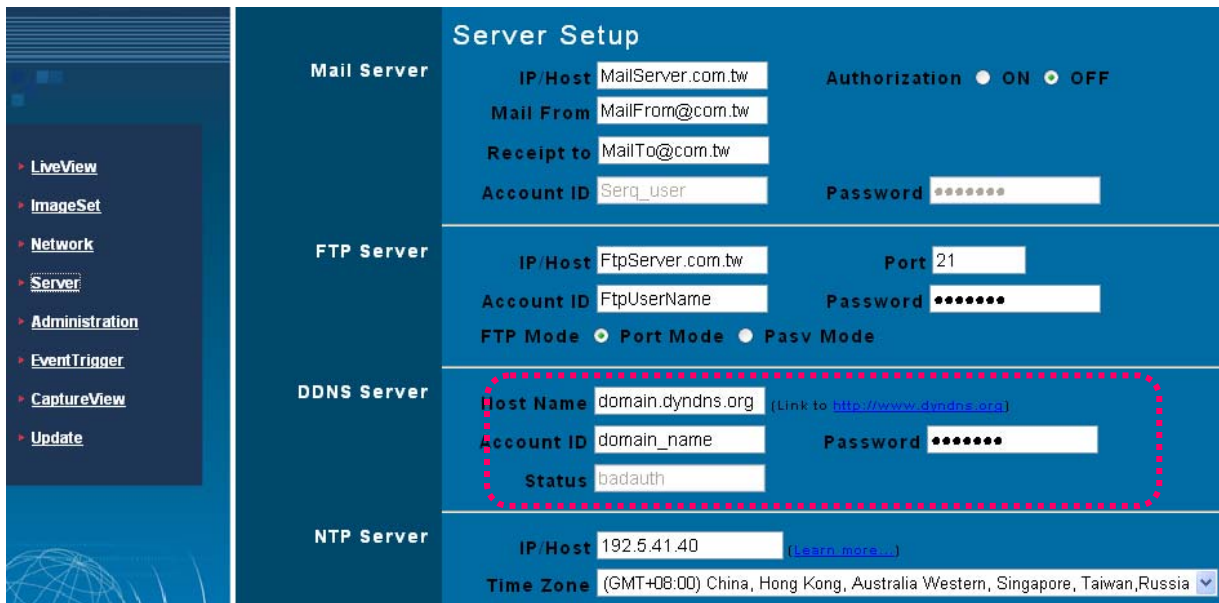 LiveView
ImageSet
Network
Server
Administration
EventTrigger
CaptureView
Update
Server Setup
Mail Server
IP/Host MailServer.com.tw Authorization ON OFF
Mail From MailFrom@com.tw
Receipt to MailTo@com.tw
Account ID Serq_user Password •••••••
FTP Server
IP/Host FtpServer.com.tw Port 21
Account ID FtpUserName Password •••••••
FTP Mode Port Mode Pasv Mode
DDNS Server
Host Name domain.dyndns.org (Link to http://www.dyndns.org)
Account ID domain_name Password •••••••
Status badauth
NTP Server
IP/Host 192.5.41.40 (Learn more...)
Time Zone (GMT+08:00) China, Hong Kong, Australia Western, Singapore, Taiwan,Russia